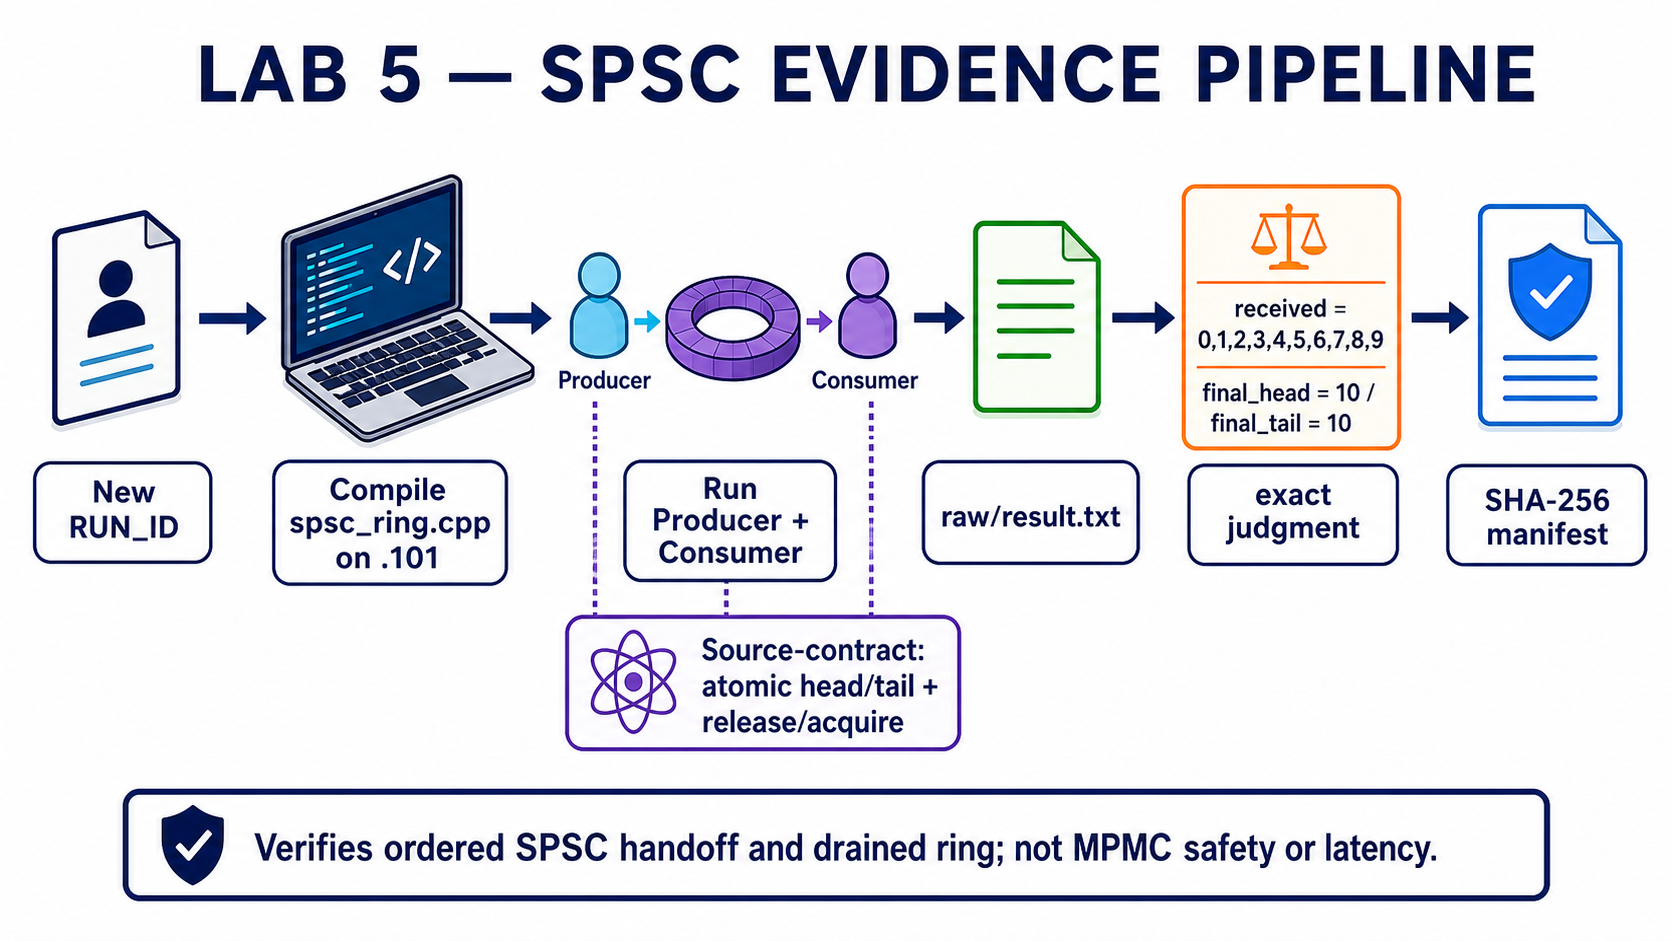 LAB 5 — SPSC EVIDENCE PIPELINE
</>
Producer
Consumer
received =
0,1,2,3,4,5,6,7,8,9
final_head = 10 /
final_tail = 10
New
RUN_ID
Compile
spsc_ring.cpp
on .101
Run
Producer +
Consumer
raw/result.txt
exact
judgment
SHA-256
manifest
Source-contract:
atomic head/tail +
release/acquire
Verifies ordered SPSC handoff and drained ring; not MPMC safety or latency.